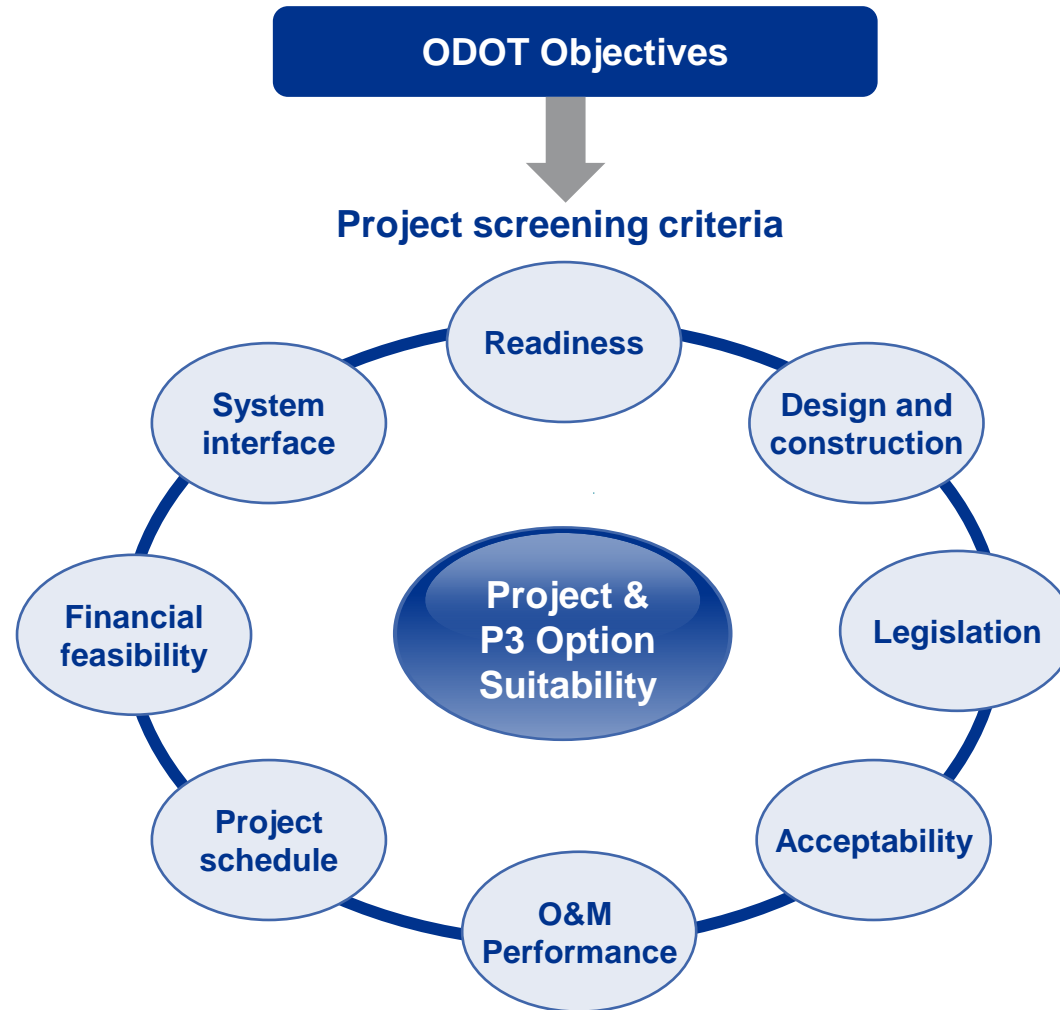 ODOT Objectives
Project screening criteria
Readiness
Design and
construction
Legislation
Acceptability
O&M
Performance
Project
schedule
Financial
feasibility
System
interface
Project &
P3 Option
Suitability